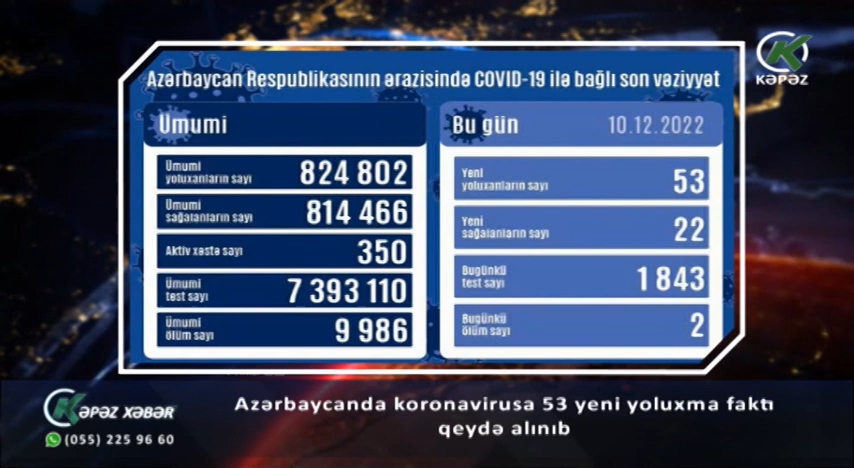 KƏPƏZ
Azərbaycan Respublikasının ərazisində COVID-19 ilə bağlı son vəziyyət
Ümumi
Ümumi
yoluxanların sayı
824 802
Ümumi
sağalanların sayı
814 466
Aktiv xəstə sayı
350
Ümumi
test sayı
7 393 110
Ümumi
ölüm sayı
9 986
Bu gün
10.12.2022
Yeni
yoluxanların sayı
53
Yeni
sağalanların sayı
22
Bugünkü
test sayı
1 843
Bugünkü
ölüm sayı
2
KƏPƏZ XƏBƏR
(055) 225 96 60
Azərbaycanda koronavirusa 53 yeni yoluxma faktı
qeydə alınıb